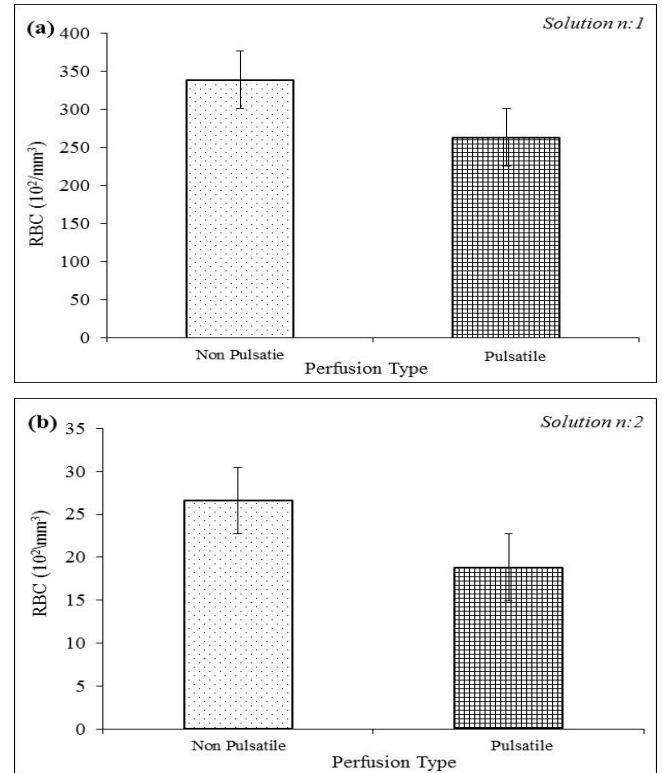 (a)
Solution n:1
400
350
300
250
200
150
100
50
0
RBC (10²/mm³)
Non Pulsatie
Pulsatile
Perfusion Type
(b)
Solution n:2
35
30
25
20
15
10
5
0
RBC (10²\mm³)
Non Pulsatile
Pulsatile
Perfusion Type